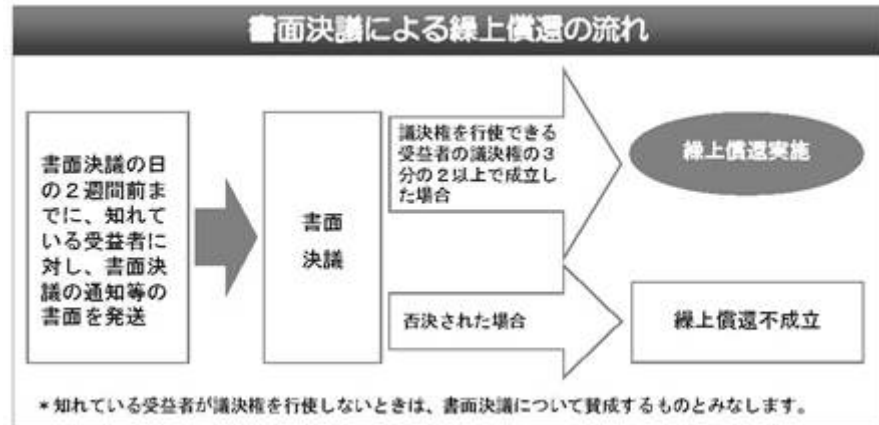 書面決議による繰上償還の流れ
書面決議の日
の２週間前ま
でに、知れて
いる受益者に
対し、書面決
議の通知等の
書面を発送
書面
決議
議決権を行使できる
受益者の議決権の３
分の２以上で成立し
た場合
繰上償還実施
否決された場合
繰上償還不成立
＊知れている受益者が議決権を行使しないときは、書面決議について賛成するものとみなします。